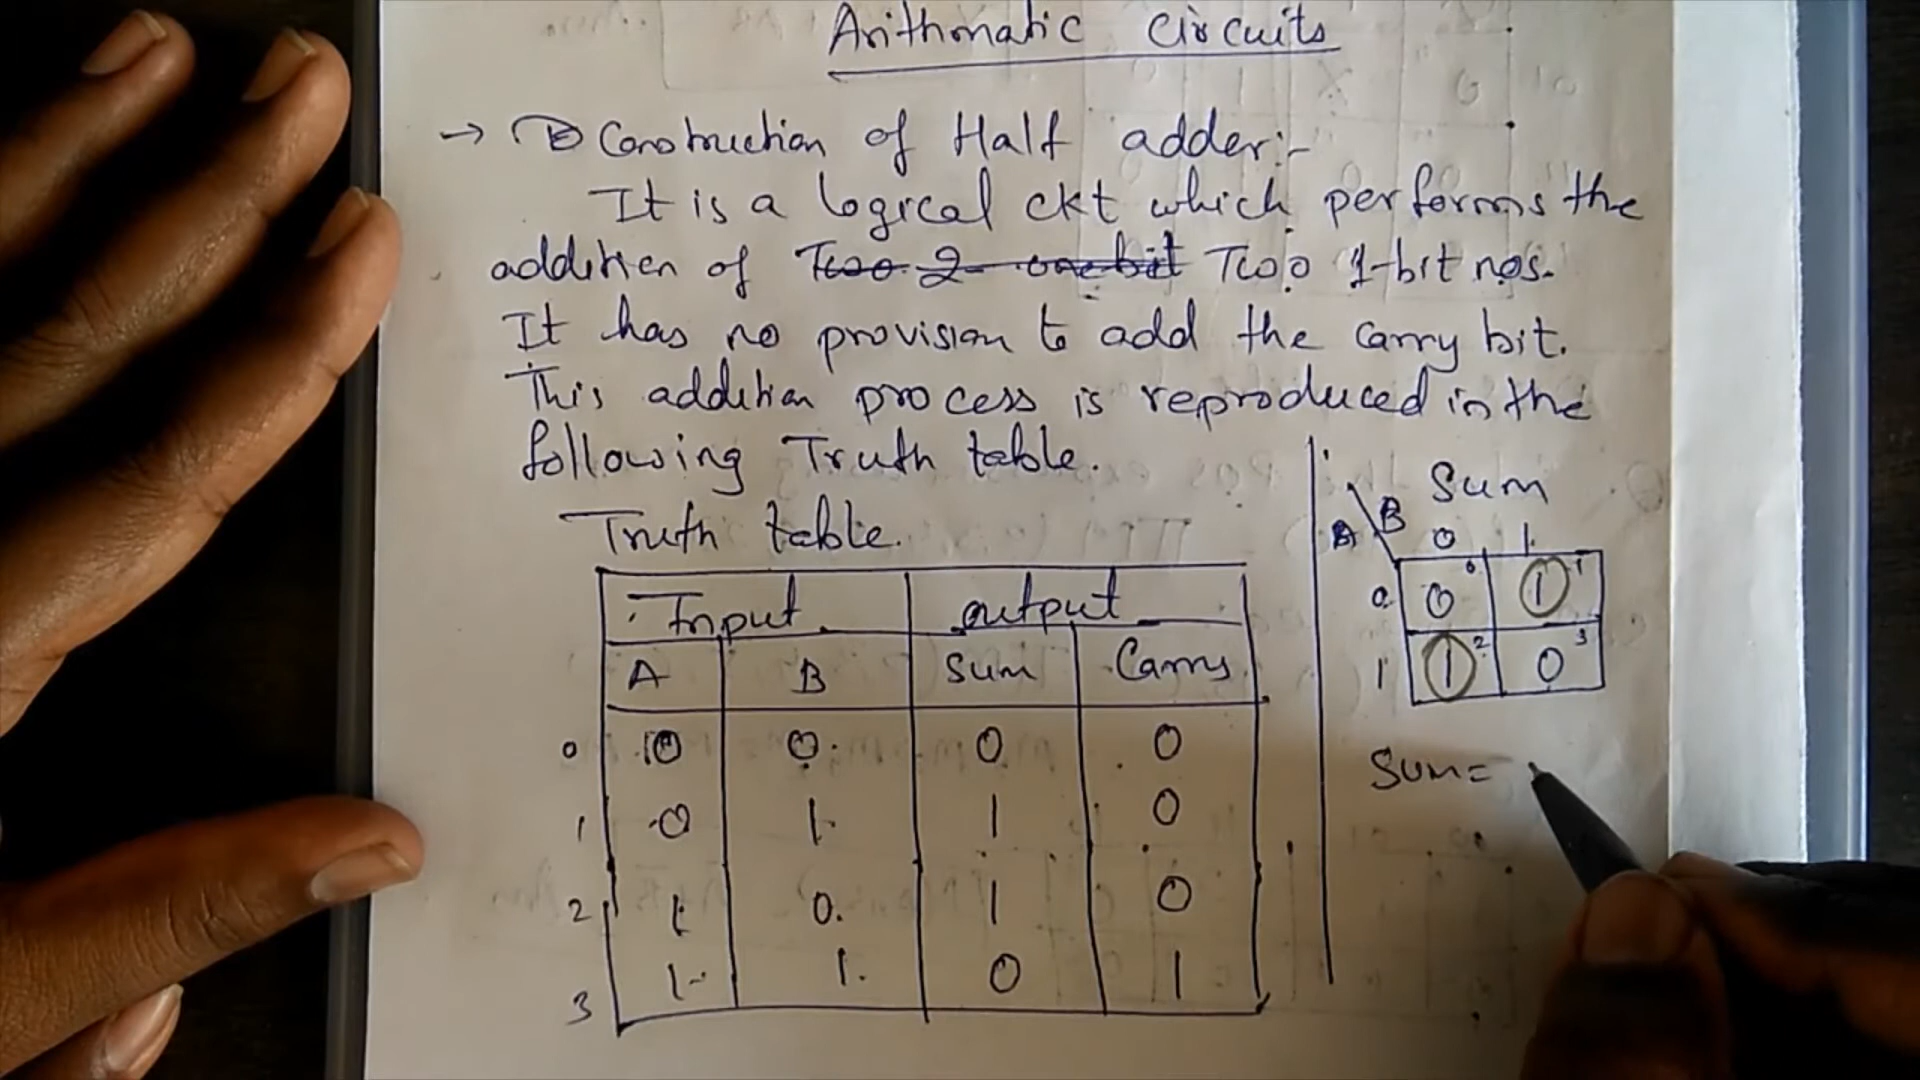 Arithmatic circuits
→ Construction of Half adder:-
It is a logical ckt which performs the
addition of Two 2 one bit Two 1-bit nos.
It has no provision to add the carry bit.
This addition process is reproduced in the
following Truth table.
Truth table.
Input output
A B Sum Carry
0 0 0 0 0
1 0 1 1 0
2 1 0 1 0
3 1 1 0 1
Sum
A B 0 1
0 0 0 1 1
1 1 2 0 3
Sum=